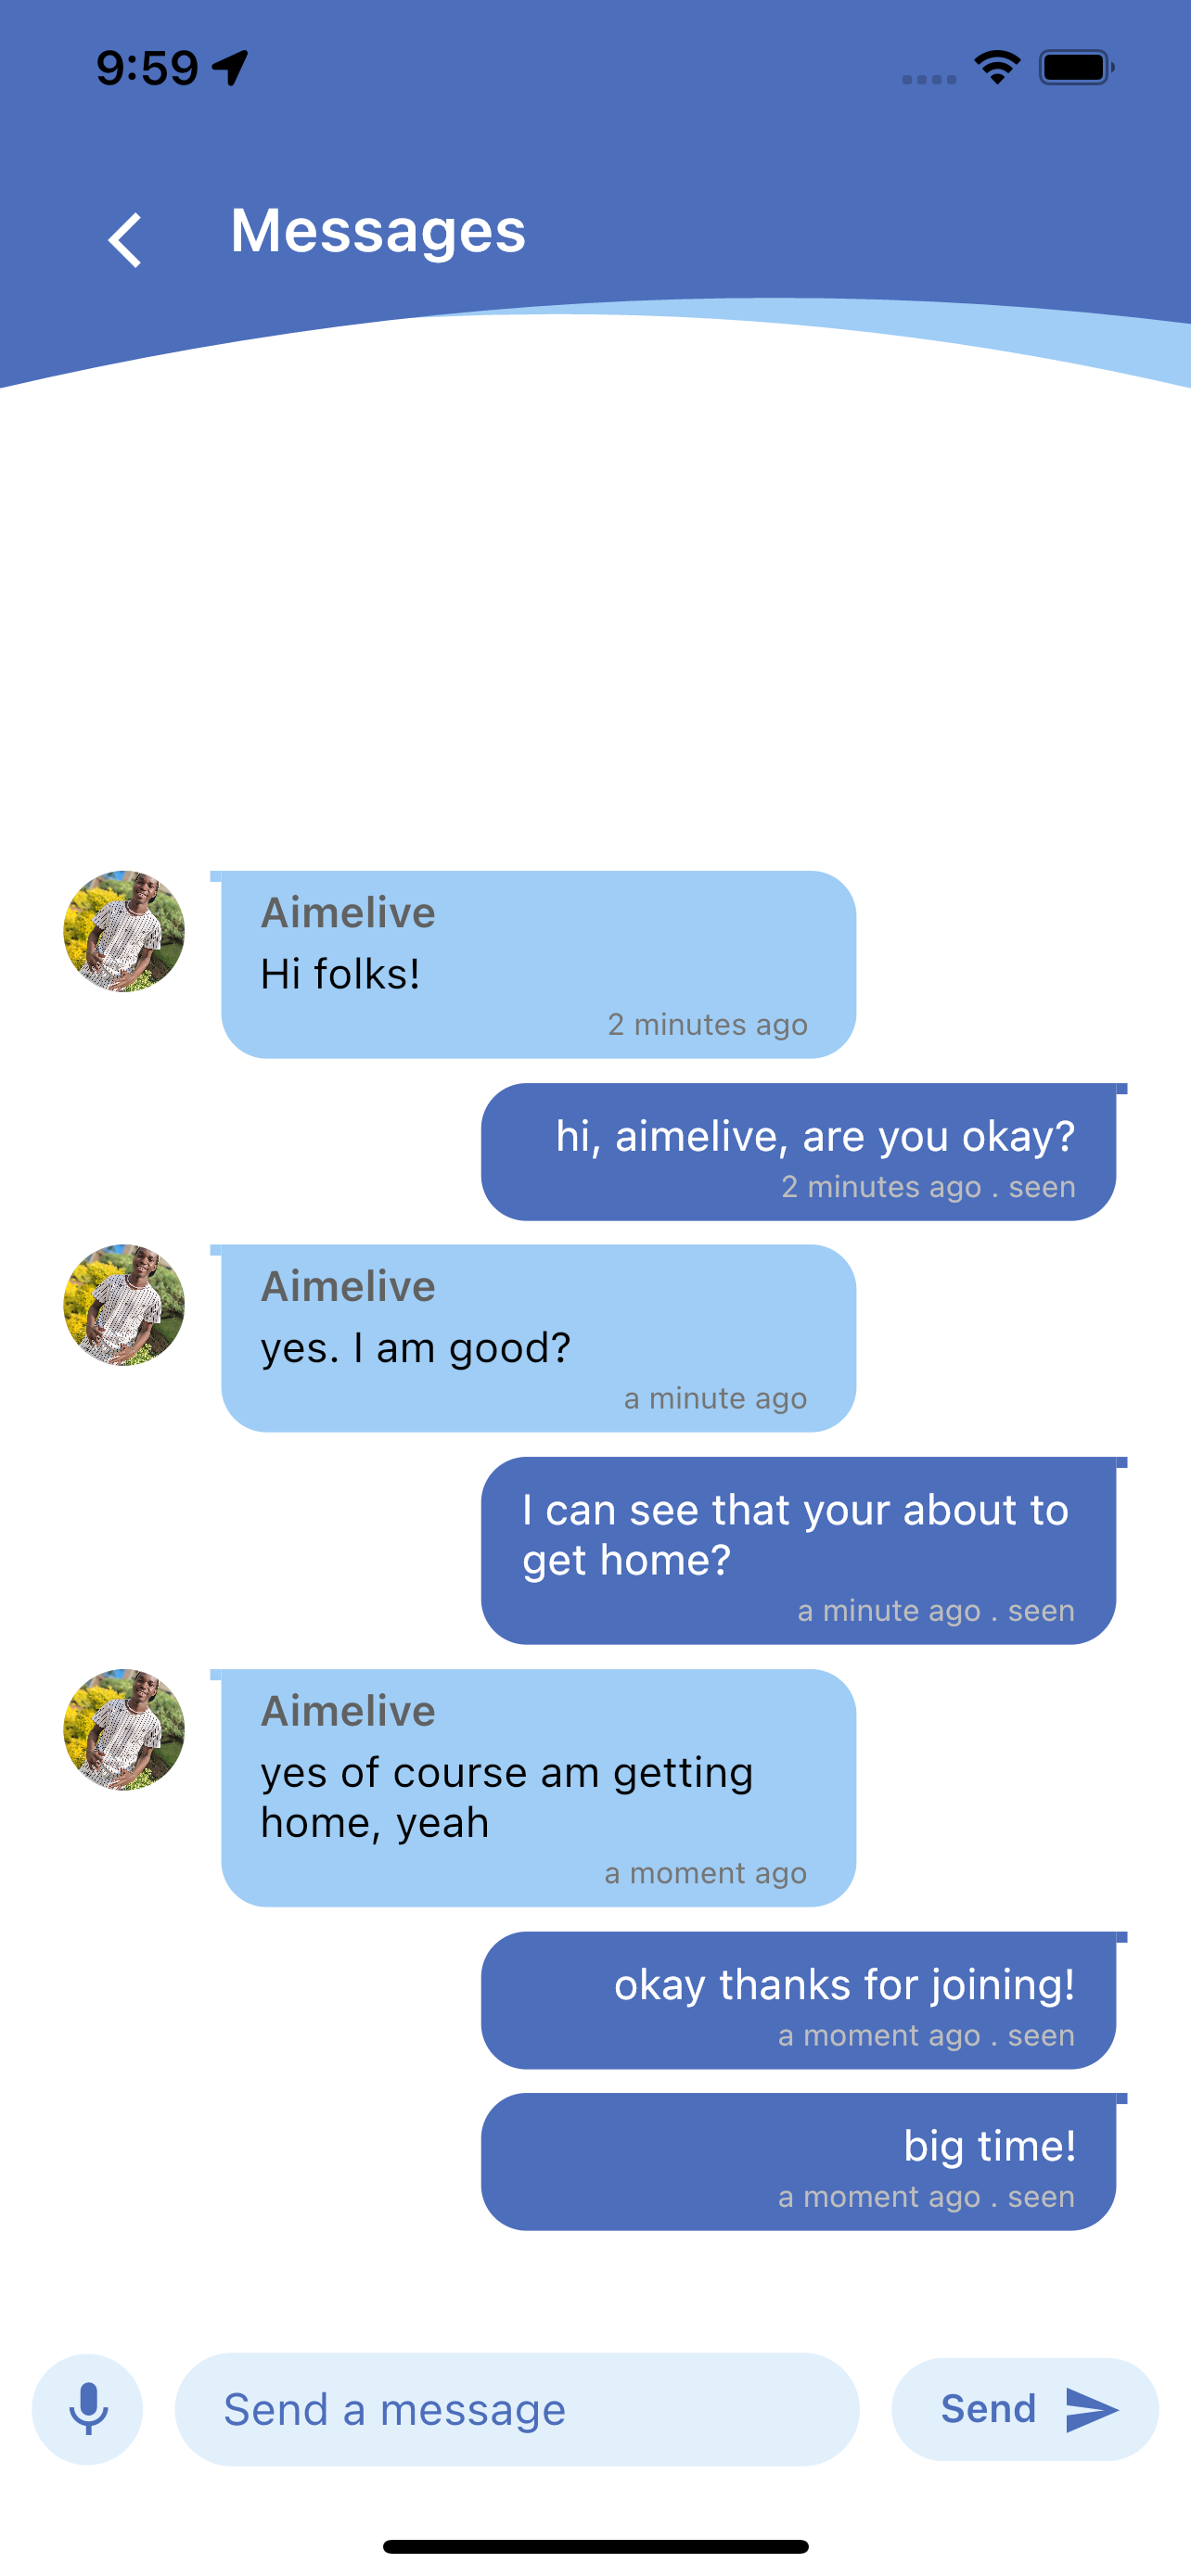 9:59
Messages
Aimelive
Hi folks!
2 minutes ago
hi, aimelive, are you okay?
2 minutes ago . seen
Aimelive
yes. I am good?
a minute ago
I can see that your about to
get home?
a minute ago . seen
Aimelive
yes of course am getting
home, yeah
a moment ago
okay thanks for joining!
a moment ago . seen
big time!
a moment ago . seen
Send a message
Send